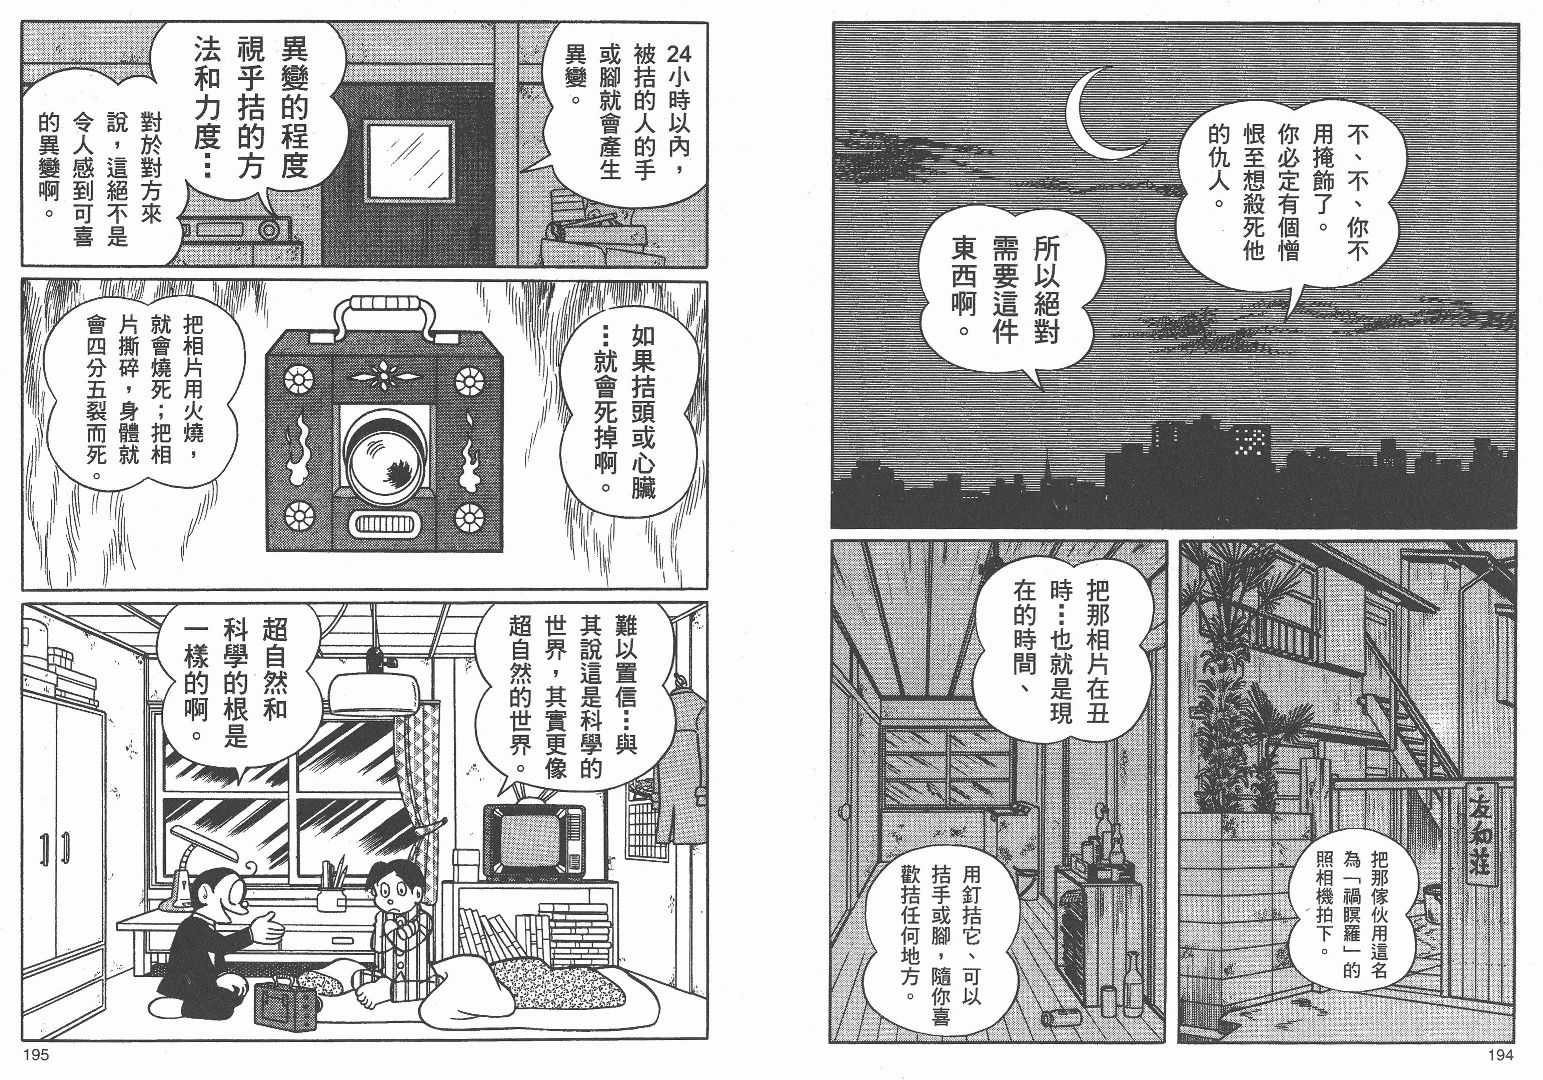 不、不、你不
用掩飾了。
你必定有個憎
恨至想殺死他
的仇人。
所以絕對
需要這件
東西啊。
友和莊
把那傢伙用這名
為「禍瞑羅」的
照相機拍下。
把那相片在丑
時…也就是現
在的時間、
用釘拮它、可以
拮手或腳，隨你喜
歡拮任何地方。
194
24小時以內，
被拮的人的手
或腳就會產生
異變。
異變的程度
視乎拮的方
法和力度…
對於對方來
說，這絕不是
令人感到可喜
的異變啊。
如果拮頭或心臟
…就會死掉啊。
把相片用火燒，
就會燒死；把相
片撕碎，身體就
會四分五裂而死。
難以置信…與
其說這是科學的
世界，其實更像
超自然的世界。
超自然和
科學的根是
一樣的啊。
195